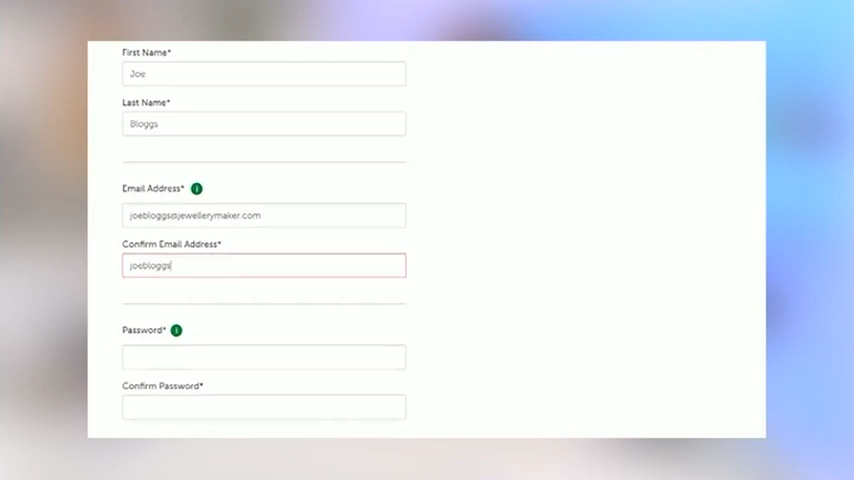 First Name*
Joe
Last Name*
Bloggs
Email Address* i
joebloggs@jewellerymaker.com
Confirm Email Address*
joebloggs
Password* i
Confirm Password*